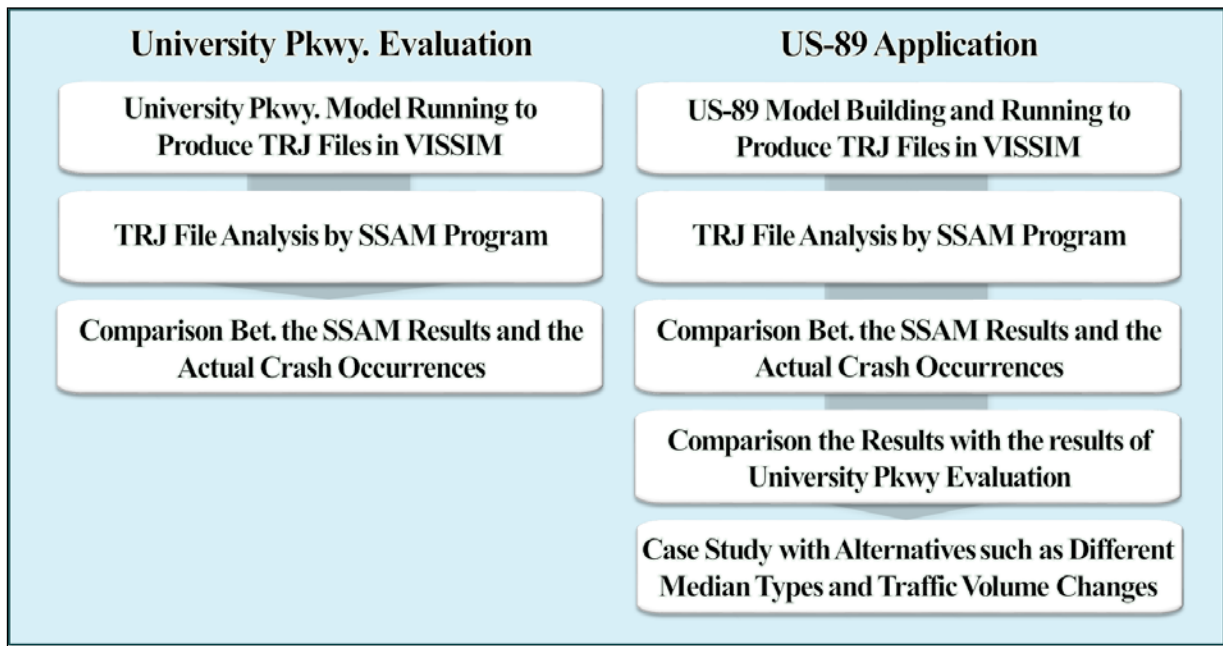 University Pkwy. Evaluation
University Pkwy. Model Running to
Produce TRJ Files in VISSIM
TRJ File Analysis by SSAM Program
Comparison Bet. the SSAM Results and the
Actual Crash Occurrences
US-89 Application
US-89 Model Building and Running to
Produce TRJ Files in VISSIM
TRJ File Analysis by SSAM Program
Comparison Bet. the SSAM Results and the
Actual Crash Occurrences
Comparison the Results with the results of
University Pkwy Evaluation
Case Study with Alternatives such as Different
Median Types and Traffic Volume Changes